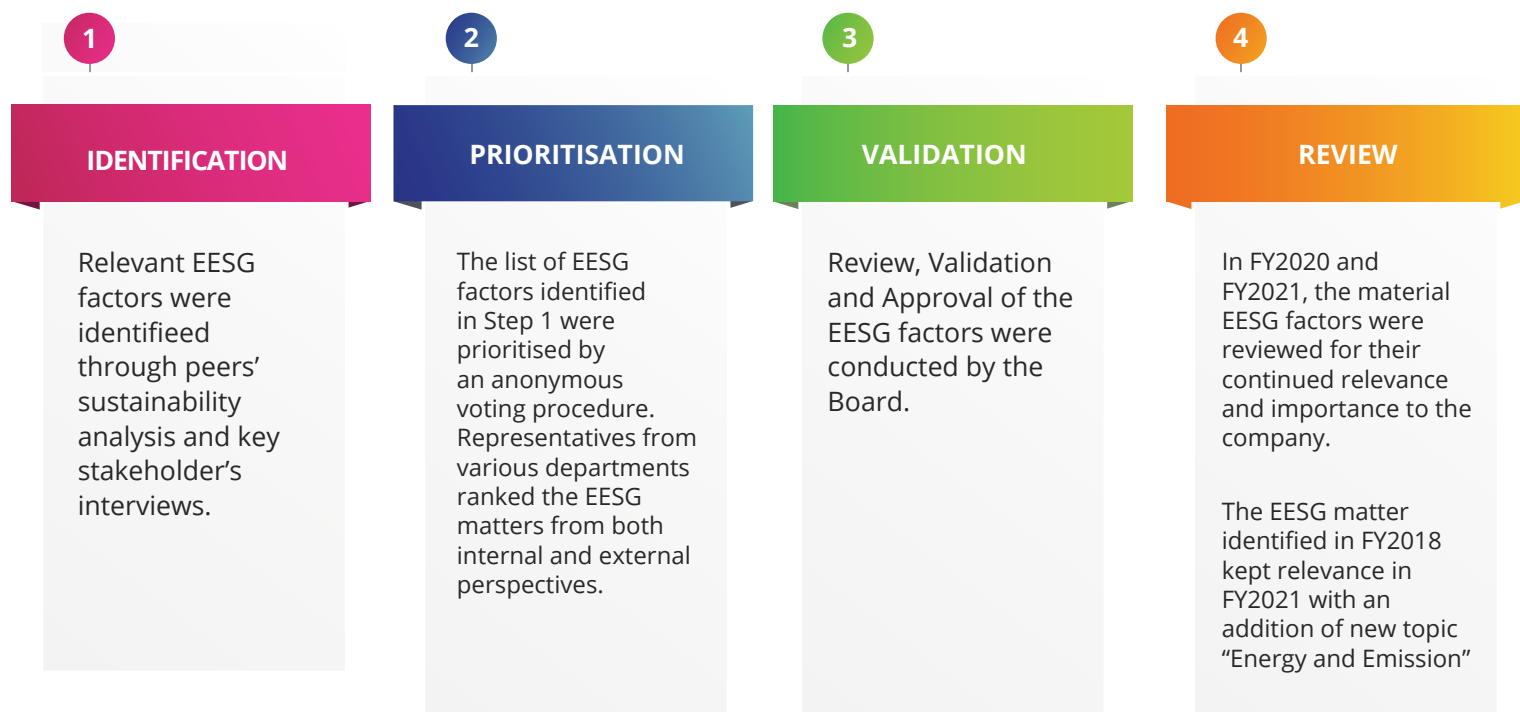 1
IDENTIFICATION
Relevant EESG
factors were
identifieed
through peers’
sustainability
analysis and key
stakeholder’s
interviews.
2
PRIORITISATION
The list of EESG
factors identified
in Step 1 were
prioritised by
an anonymous
voting procedure.
Representatives from
various departments
ranked the EESG
matters from both
internal and external
perspectives.
3
VALIDATION
Review, Validation
and Approval of the
EESG factors were
conducted by the
Board.
4
REVIEW
In FY2020 and
FY2021, the material
EESG factors were
reviewed for their
continued relevance
and importance to the
company.
The EESG matter
identified in FY2018
kept relevance in
FY2021 with an
addition of new topic
“Energy and Emission”